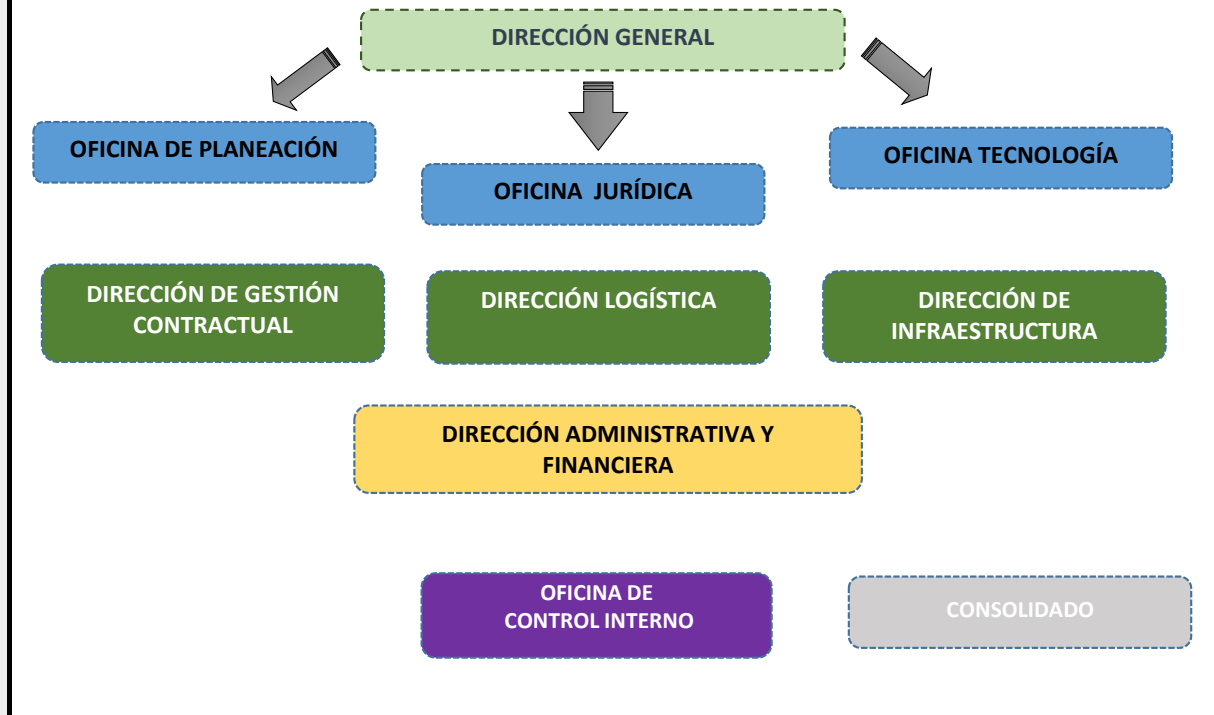 DIRECCIÓN GENERAL
OFICINA DE PLANEACIÓN
OFICINA JURÍDICA
OFICINA TECNOLOGÍA
DIRECCIÓN DE GESTIÓN
CONTRACTUAL
DIRECCIÓN LOGÍSTICA
DIRECCIÓN DE
INFRAESTRUCTURA
DIRECCIÓN ADMINISTRATIVA Y
FINANCIERA
OFICINA DE
CONTROL INTERNO
CONSOLIDADO